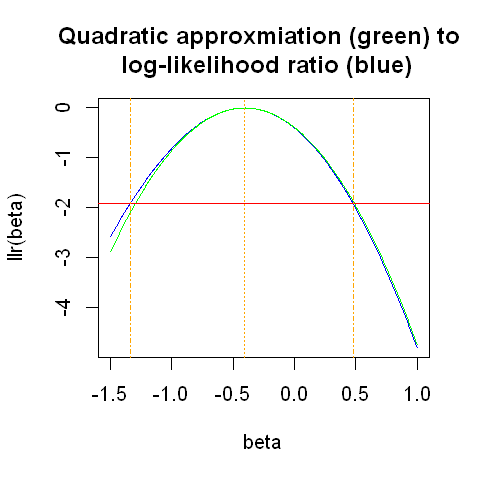 Quadratic approxmiation (green) to
log-likelihood ratio (blue)
0
-1
-2
-3
-4
llr(beta)
-1.5 -1.0 -0.5 0.0 0.5 1.0
beta